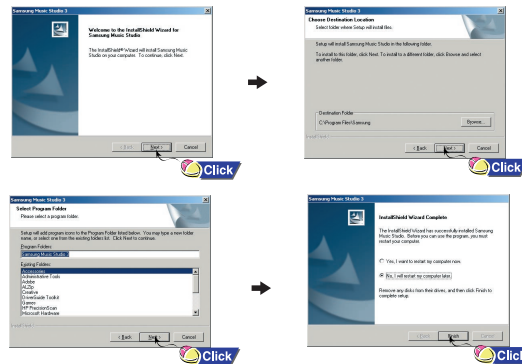 Samsung Music Studio 3
Welcome to the InstallShield Wizard for
Samsung Music Studio
The InstallShield® Wizard will install Samsung Music
Studio on your computer. To continue, click Next.
< Back
Next >
Cancel
Click
Samsung Music Studio 3
Choose Destination Location
Select folder where Setup will install files.
Setup will install Samsung Music Studio in the following folder.
To install to this folder, click Next. To install to a different folder, click Browse and select
another folder.
Destination Folder
C:\Program Files\Samsung
Browse...
InstallShield
< Back
Next >
Cancel
Click
Samsung Music Studio 3
Select Program Folder
Please select a program folder.
Setup will add program icons to the Program Folder listed below. You may type a new folder
name, or select one from the existing folders list. Click Next to continue.
Program Folders:
Samsung Music Studio
Existing Folders:
Accessories
Administrative Tools
Adobe
ALZip
Creative
DriverGuide Toolkit
Games
HP PrecisionScan
Microsoft Hardware
InstallShield
< Back
Next >
Cancel
Click
Samsung Music Studio 3
InstallShield Wizard Complete
The InstallShield Wizard has successfully installed Samsung
Music Studio. Before you can use the program, you must
restart your computer.
Yes, I want to restart my computer now.
No, I will restart my computer later.
Remove any disks from their drives, and then click Finish to
complete setup.
< Back
Finish
Cancel
Click